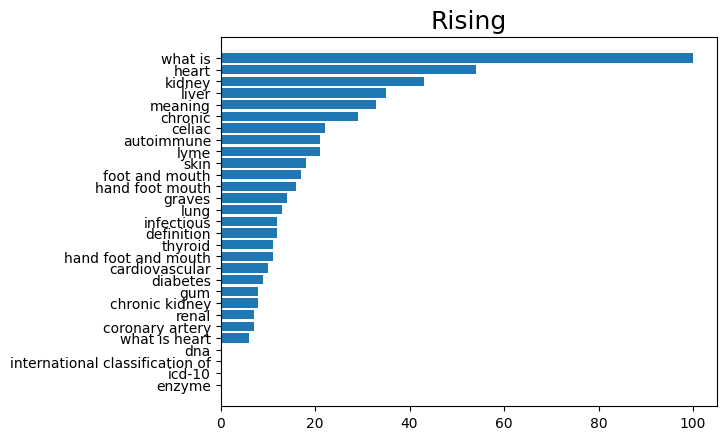 Rising
what is
heart
kidney
liver
meaning
chronic
celiac
autoimmune
lyme
skin
foot and mouth
hand foot mouth
graves
lung
infectious
definition
thyroid
hand foot and mouth
cardiovascular
diabetes
gum
chronic kidney
renal
coronary artery
what is heart
dna
international classification of
icd-10
enzyme
0 20 40 60 80 100